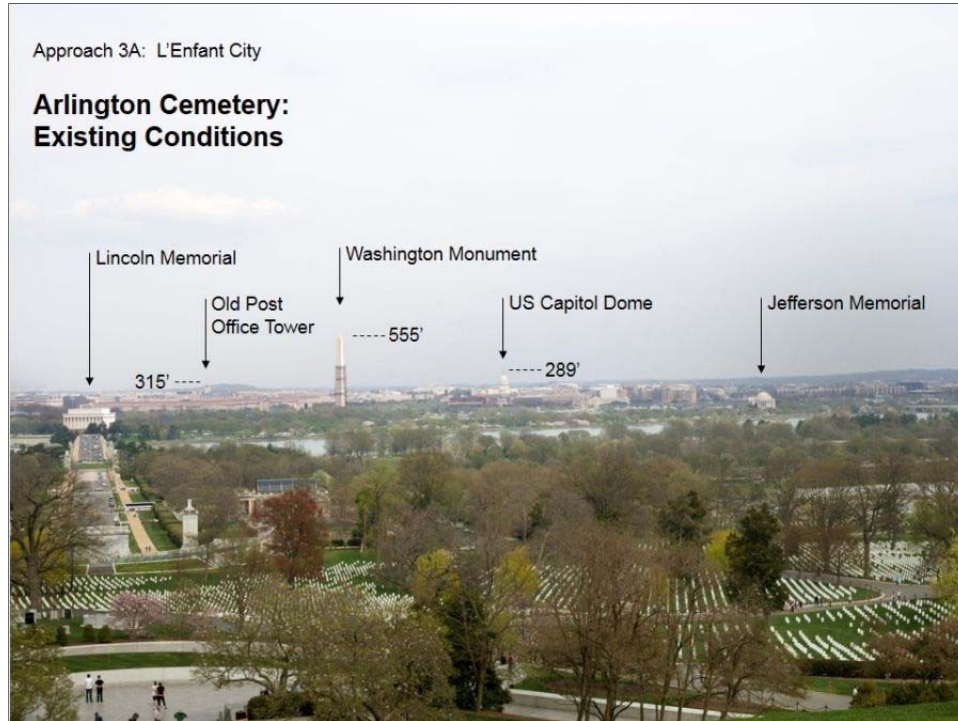 Approach 3A:  L'Enfant City
Arlington Cemetery:
Existing Conditions
Lincoln Memorial
Washington Monument
Old Post
Office Tower
US Capitol Dome
Jefferson Memorial
555'
289'
315'